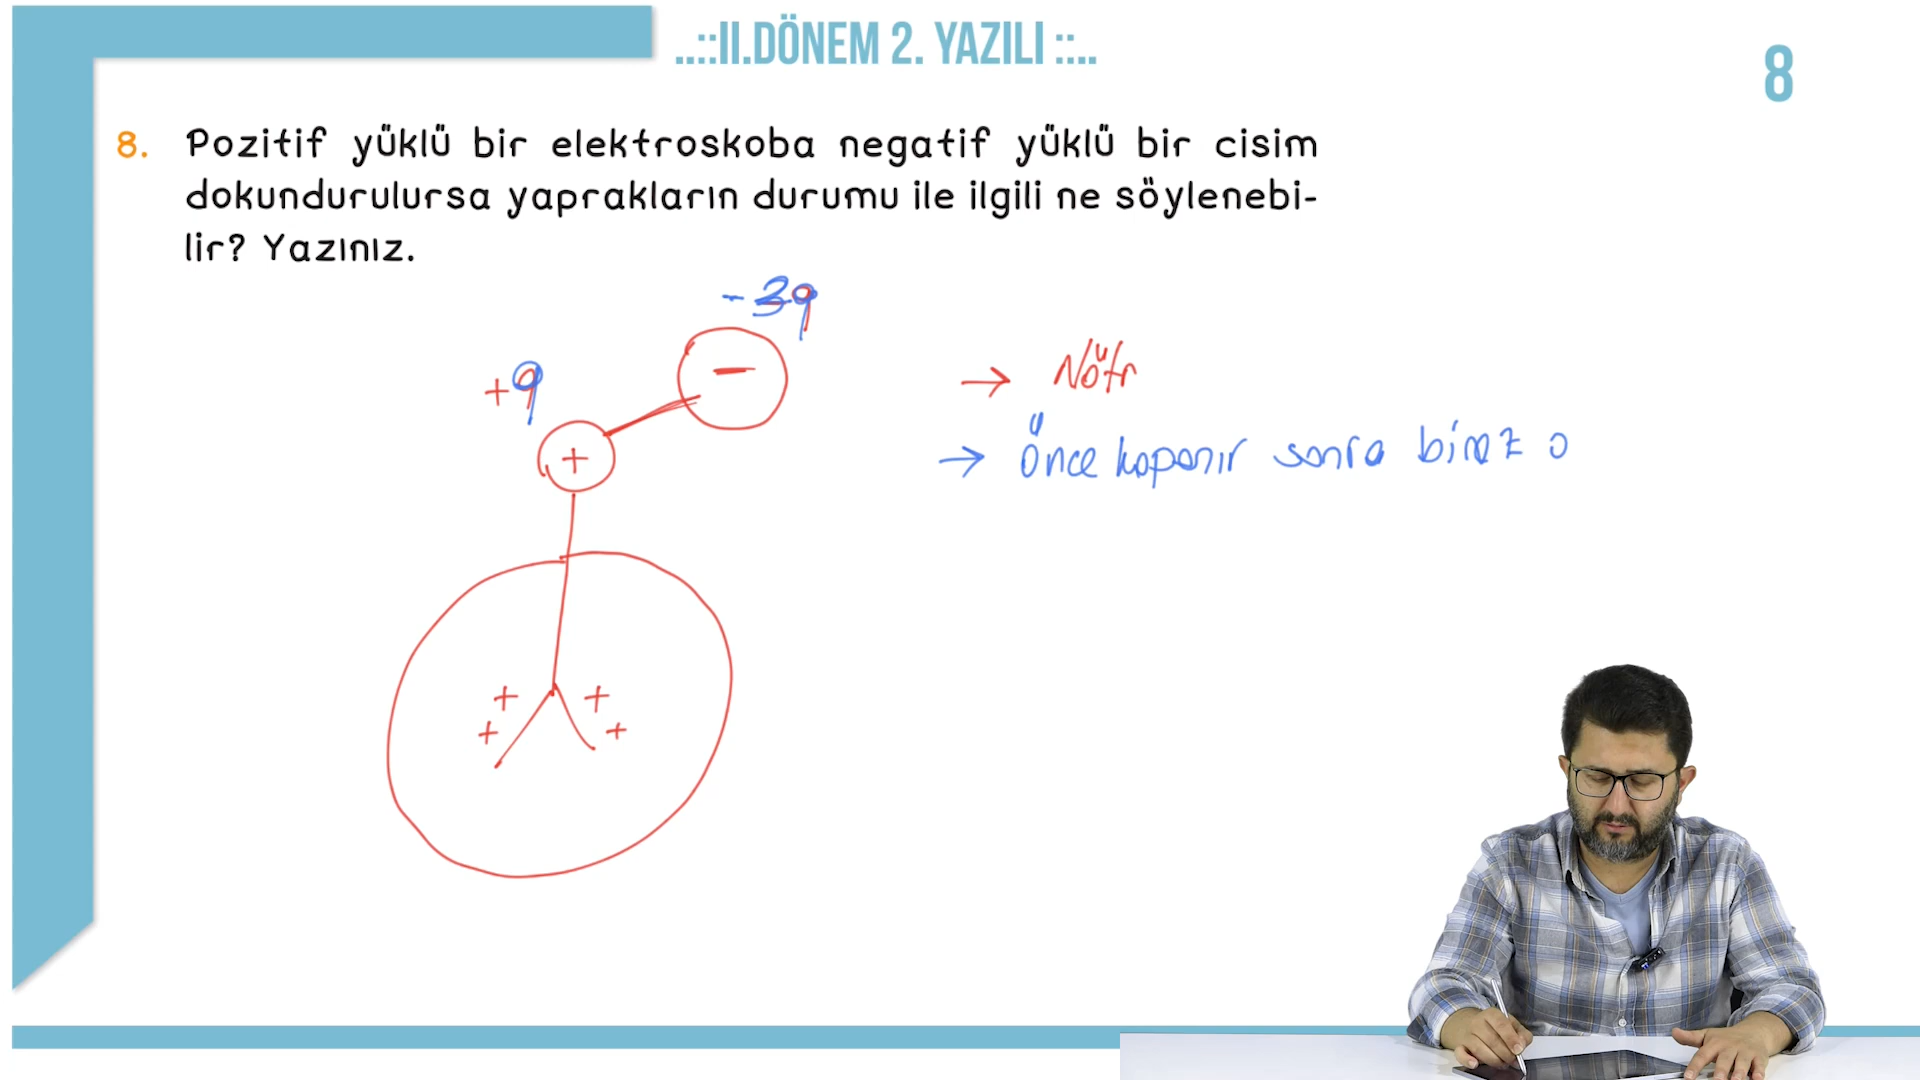 ..::II.DÖNEM 2. YAZILI ::..
8
8. Pozitif yüklü bir elektroskoba negatif yüklü bir cisim
dokundurulursa yaprakların durumu ile ilgili ne söylenebi-
lir? Yazınız.
-3q
+q
−
+
→ Nötr
→ Önce kapanır sonra biraz o
+ +
+ +